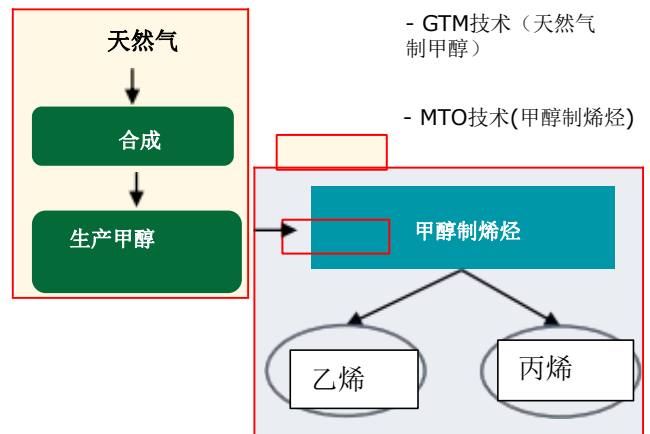 天然气
合成
生产甲醇
- GTM技术（天然气
制甲醇）
- MTO技术(甲醇制烯烃)
甲醇制烯烃
乙烯
丙烯